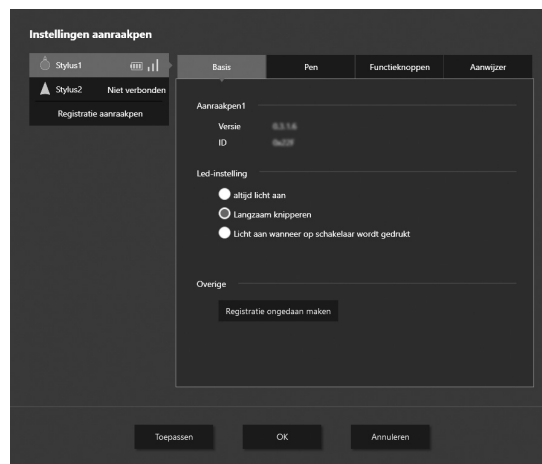 Instellingen aanraakpen
Stylus1
Stylus2 Niet verbonden
Registratie aanraakpen
Basis Pen Functieknoppen Aanwijzer
Aanraakpen1
Versie
ID
Led-instelling
altijd licht aan
Langzaam knipperen
Licht aan wanneer op schakelaar wordt gedrukt
Overige
Registratie ongedaan maken
Toepassen OK Annuleren